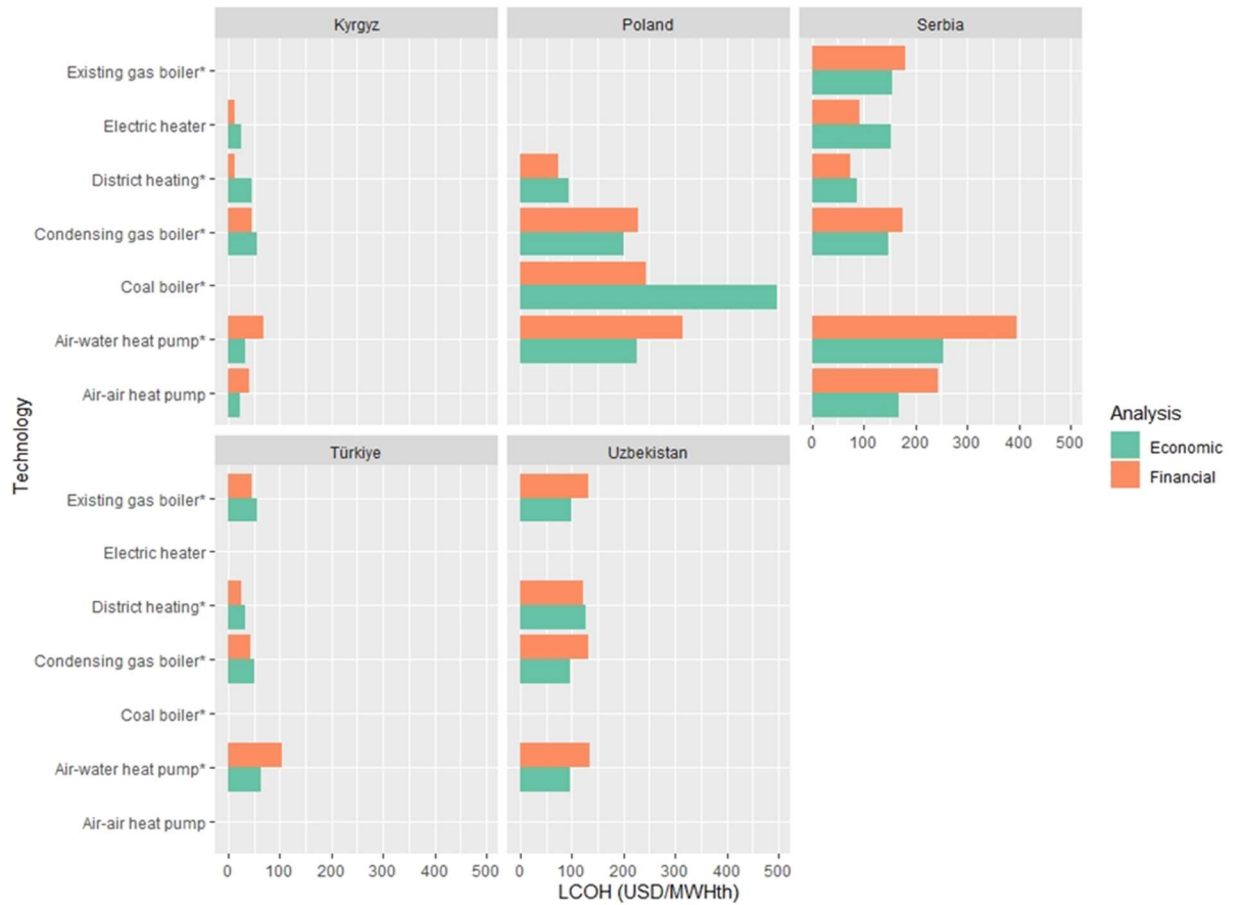 Kyrgyz
Poland
Serbia
Existing gas boiler*
Electric heater
District heating*
Condensing gas boiler*
Coal boiler*
Air-water heat pump*
Air-air heat pump
0 100 200 300 400 500
Technology
Türkiye
Uzbekistan
Existing gas boiler*
Electric heater
District heating*
Condensing gas boiler*
Coal boiler*
Air-water heat pump*
Air-air heat pump
0 100 200 300 400 500
0 100 200 300 400 500
LCOH (USD/MWHth)
Analysis
Economic
Financial